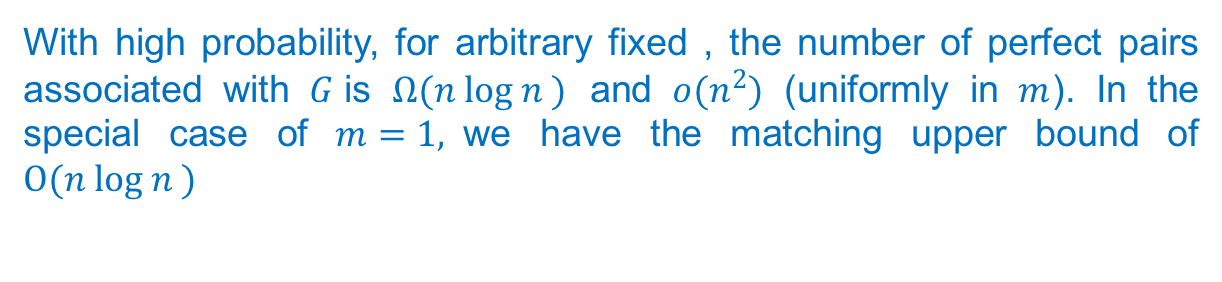 With high probability, for arbitrary fixed , the number of perfect pairs
associated with G is Ω(n log n ) and o(n²) (uniformly in m). In the
special case of m = 1, we have the matching upper bound of
O(n log n )